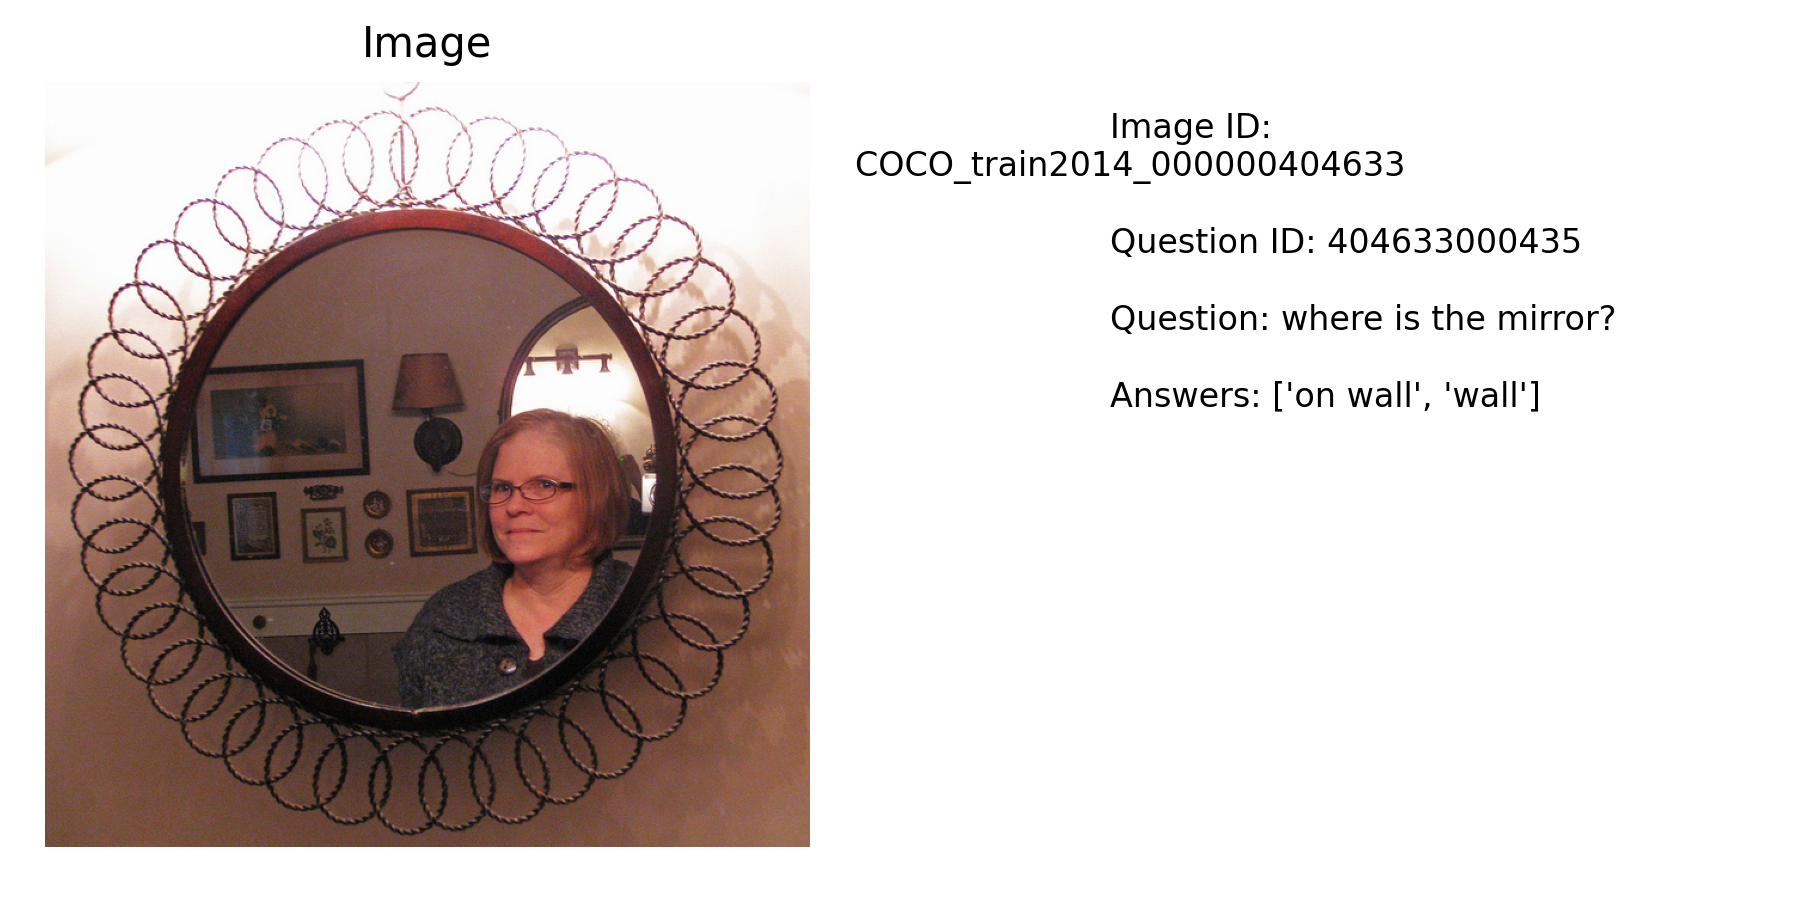 Image
Image ID:
COCO_train2014_000000404633
Question ID: 404633000435
Question: where is the mirror?
Answers: ['on wall', 'wall']